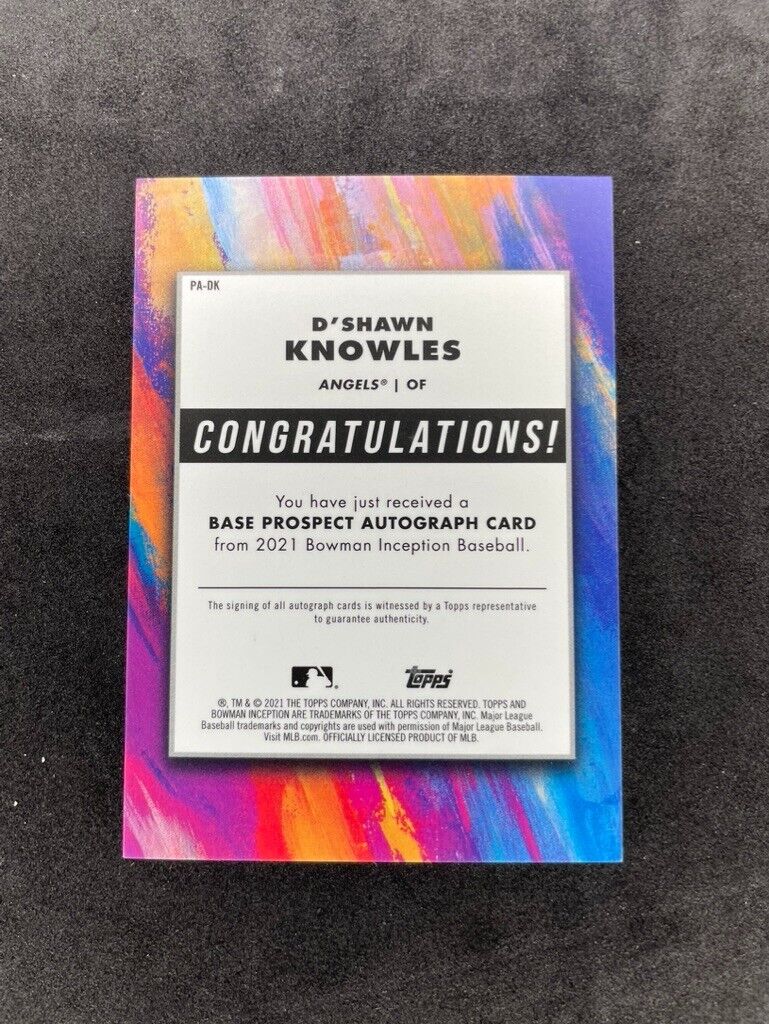 PA-DK
D'SHAWN
KNOWLES
ANGELS® | OF
CONGRATULATIONS!
You have just received a
BASE PROSPECT AUTOGRAPH CARD
from 2021 Bowman Inception Baseball.
The signing of all autograph cards is witnessed by a Topps representative
to guarantee authenticity.
topps
®, TM & © 2021 THE TOPPS COMPANY, INC. ALL RIGHTS RESERVED. TOPPS AND
BOWMAN INCEPTION ARE TRADEMARKS OF THE TOPPS COMPANY, INC. Major League
Baseball trademarks and copyrights are used with permission of Major League Baseball.
Visit MLB.com. OFFICIALLY LICENSED PRODUCT OF MLB.